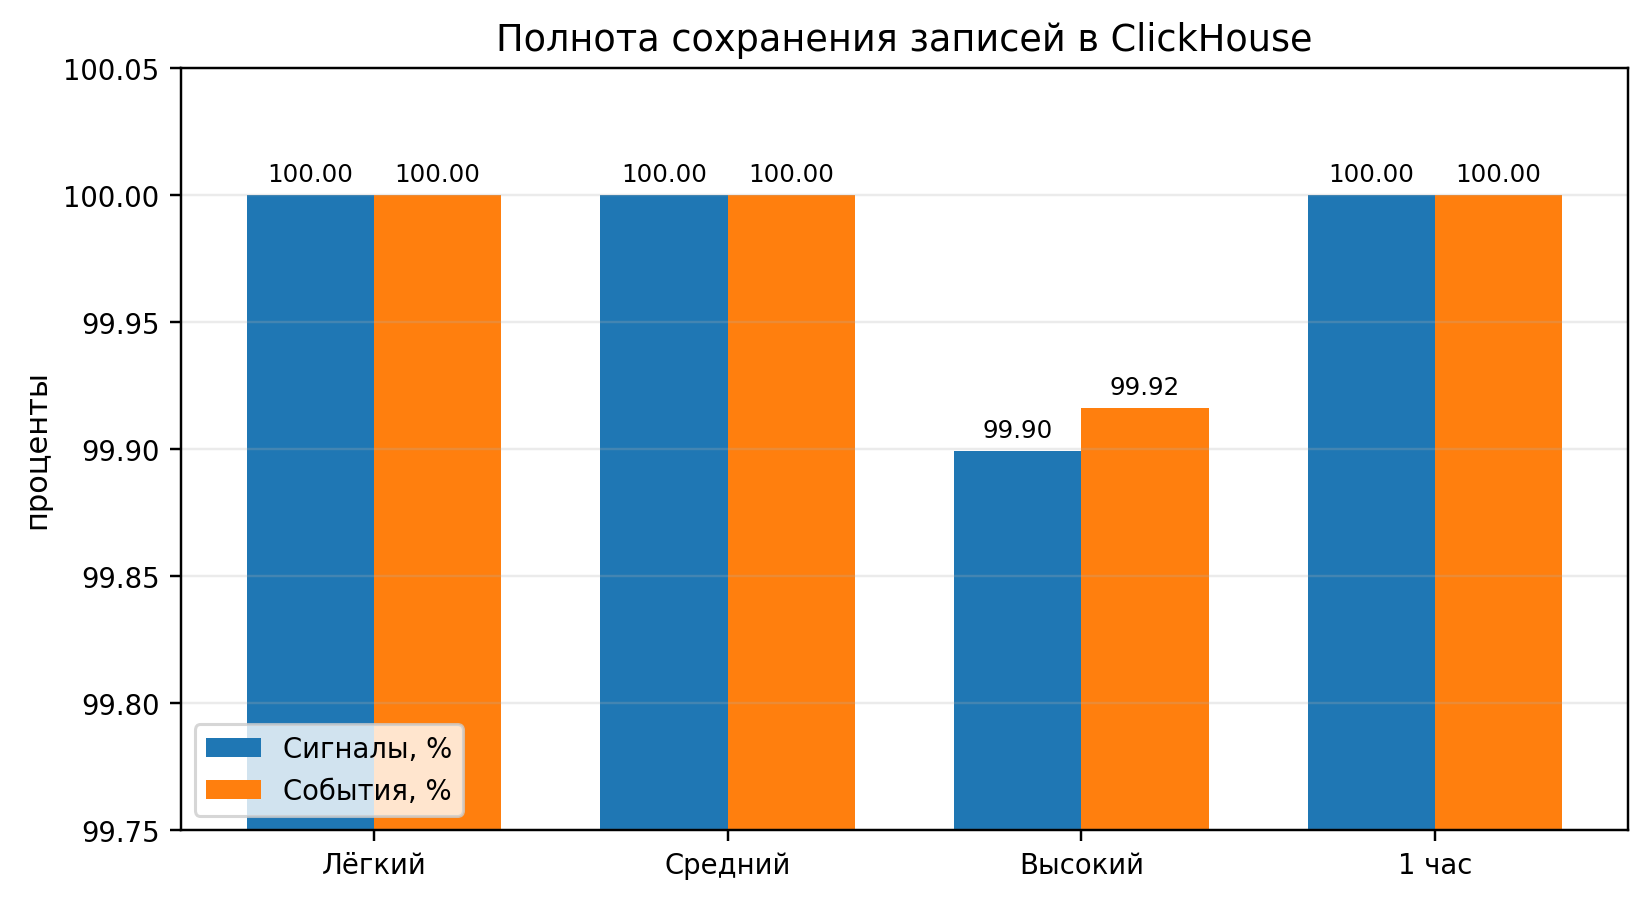 Полнота сохранения записей в ClickHouse
100.05
100.00
99.95
99.90
99.85
99.80
99.75
проценты
100.00 100.00 100.00 100.00 99.90 99.92 100.00 100.00
Сигналы, %
События, %
Лёгкий Средний Высокий 1 час